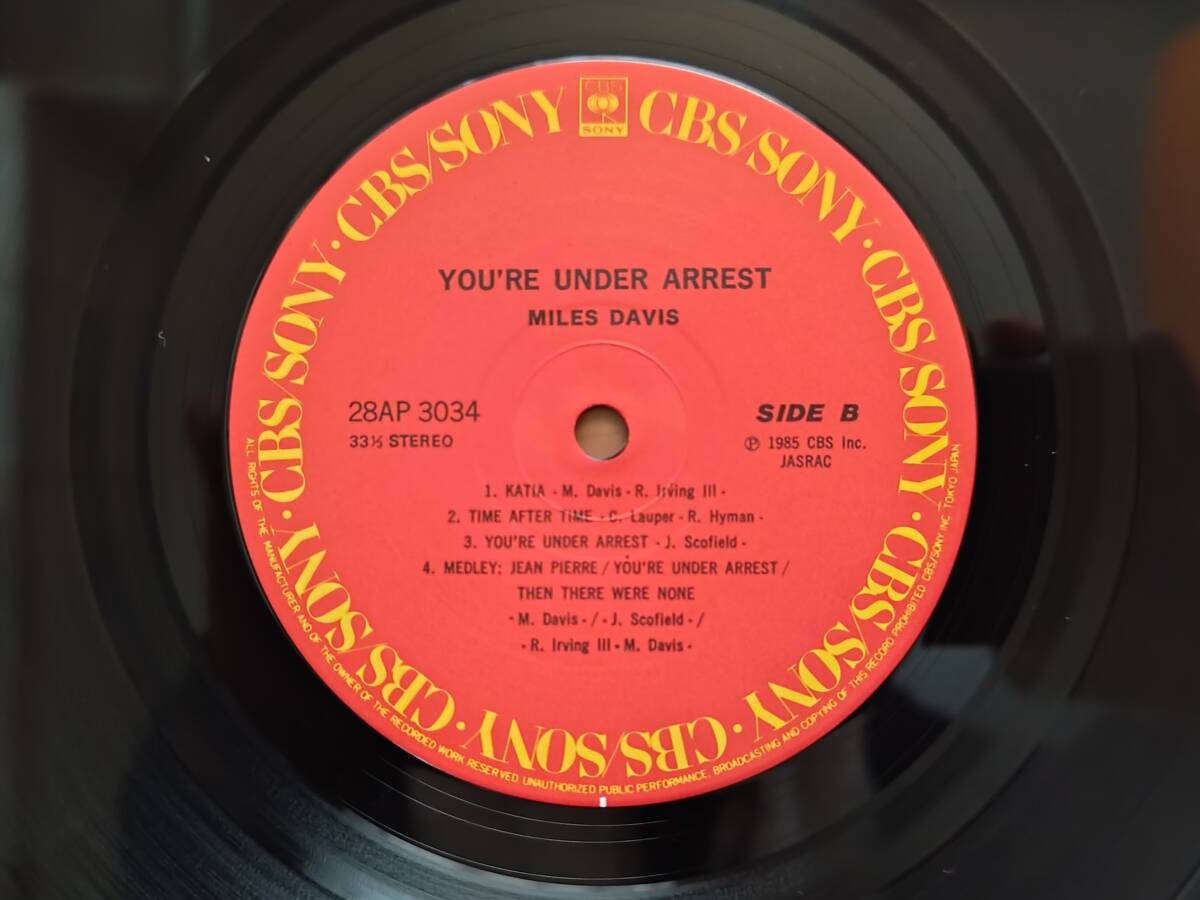 CBS
SONY
CBS/SONY · CBS/SONY · CBS/SONY · CBS/SONY · CBS/SONY · CBS/SONY · CBS/SONY · CBS/SONY · CBS/SONY
YOU'RE UNDER ARREST
MILES DAVIS
28AP 3034
33⅓ STEREO
SIDE B
Ⓟ 1985 CBS Inc.
JASRAC
1. KATIA - M. Davis - R. Irving III -
2. TIME AFTER TIME - C. Lauper - R. Hyman -
3. YOU'RE UNDER ARREST - J. Scofield -
4. MEDLEY: JEAN PIERRE / YOU'RE UNDER ARREST /
THEN THERE WERE NONE
- M. Davis - / - J. Scofield - /
- R. Irving III - M. Davis -
ALL RIGHTS OF THE MANUFACTURER AND OF THE OWNER OF THE RECORDED WORK RESERVED UNAUTHORIZED PUBLIC PERFORMANCE, BROADCASTING AND COPYING OF THIS RECORD PROHIBITED CBS/SONY INC. TOKYO JAPAN